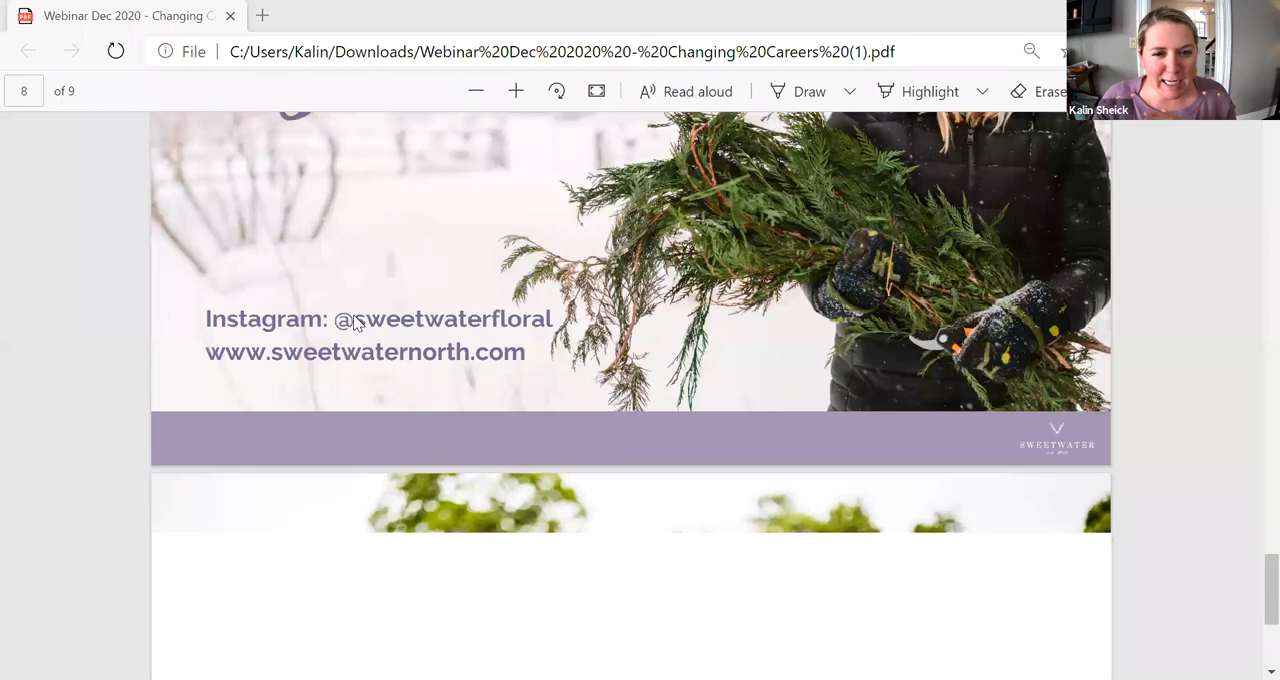 Webinar Dec 2020 - Changing C
File
C:/Users/Kalin/Downloads/Webinar%20Dec%202020%20-%20Changing%20Careers%20(1).pdf
8 of 9
Read aloud
Draw
Highlight
Erase
Kalin Sheick
Instagram: @sweetwaterfloral
www.sweetwaternorth.com
SWEETWATER